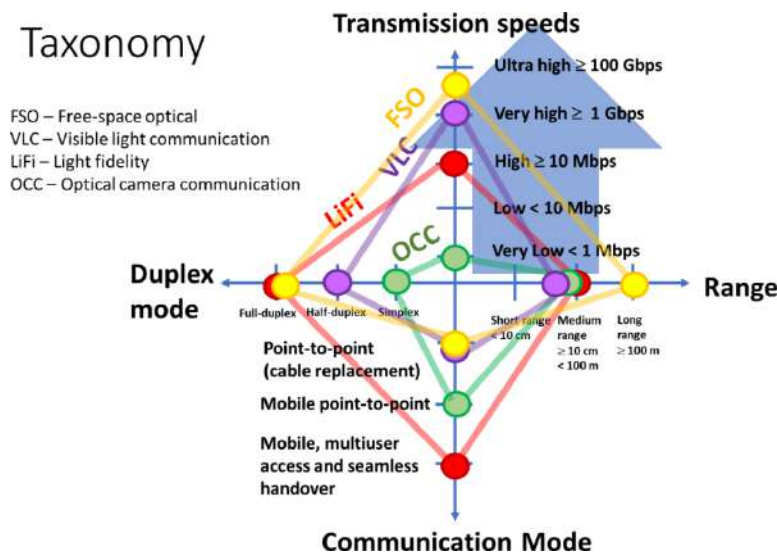 Taxonomy
FSO – Free-space optical
VLC – Visible light communication
LiFi – Light fidelity
OCC – Optical camera communication
Transmission speeds
Ultra high ≥ 100 Gbps
Very high ≥ 1 Gbps
High ≥ 10 Mbps
Low < 10 Mbps
Very Low < 1 Mbps
FSO
VLC
LiFi
OCC
Duplex
mode
Full-duplex
Half-duplex
Simplex
Range
Short range
< 10 cm
Medium
range
≥ 10 cm
< 100 m
Long
range
≥ 100 m
Point-to-point
(cable replacement)
Mobile point-to-point
Mobile, multiuser
access and seamless
handover
Communication Mode